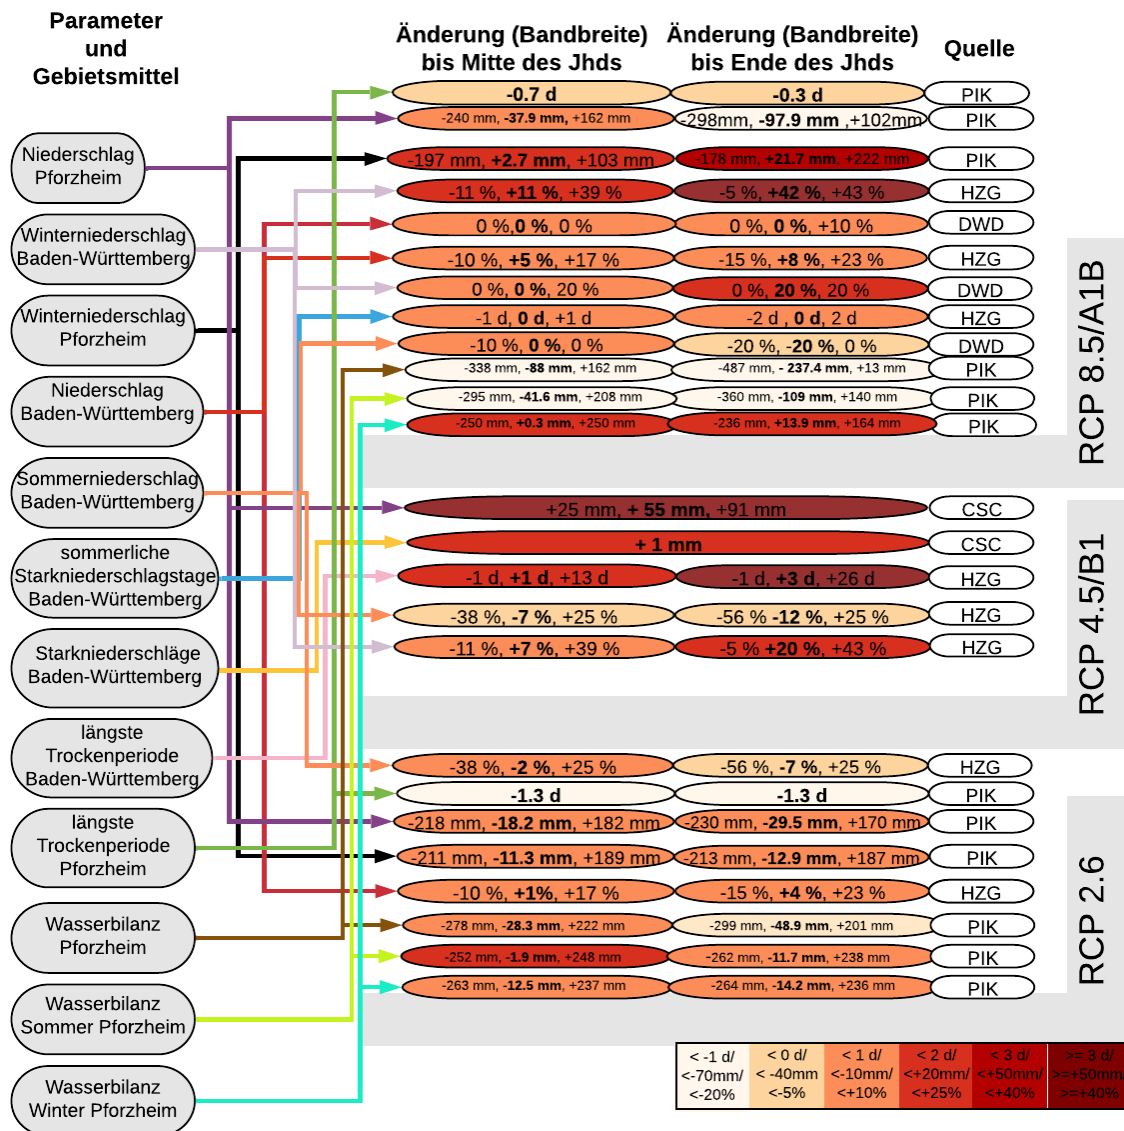 Parameter
und
Gebietsmittel
Änderung (Bandbreite)
bis Mitte des Jhds
Änderung (Bandbreite)
bis Ende des Jhds
Quelle
Niederschlag
Pforzheim
Winterniederschlag
Baden-Württemberg
Winterniederschlag
Pforzheim
Niederschlag
Baden-Württemberg
Sommerniederschlag
Baden-Württemberg
sommerliche
Starkniederschlagstage
Baden-Württemberg
Starkniederschläge
Baden-Württemberg
längste
Trockenperiode
Baden-Württemberg
längste
Trockenperiode
Pforzheim
Wasserbilanz
Pforzheim
Wasserbilanz
Sommer Pforzheim
Wasserbilanz
Winter Pforzheim
-0.7 d -0.3 d PIK
-240 mm, -37.9 mm, +162 mm -298mm, -97.9 mm ,+102mm PIK
-197 mm, +2.7 mm, +103 mm -178 mm, +21.7 mm, +222 mm PIK
-11 %, +11 %, +39 % -5 %, +42 %, +43 % HZG
0 %,0 %, 0 % 0 %, 0 %, +10 % DWD
-10 %, +5 %, +17 % -15 %, +8 %, +23 % HZG
0 %, 0 %, 20 % 0 %, 20 %, 20 % DWD
-1 d, 0 d, +1 d -2 d , 0 d, 2 d HZG
-10 %, 0 %, 0 % -20 %, -20 %, 0 % DWD
-338 mm, -88 mm, +162 mm -487 mm, - 237.4 mm, +13 mm PIK
-295 mm, -41.6 mm, +208 mm -360 mm, -109 mm, +140 mm PIK
-250 mm, +0.3 mm, +250 mm -236 mm, +13.9 mm, +164 mm PIK
RCP 8.5/A1B
+25 mm, + 55 mm, +91 mm CSC
+ 1 mm CSC
-1 d, +1 d, +13 d -1 d, +3 d, +26 d HZG
-38 %, -7 %, +25 % -56 % -12 %, +25 % HZG
-11 %, +7 %, +39 % -5 % +20 %, +43 % HZG
RCP 4.5/B1
-38 %, -2 %, +25 % -56 %, -7 %, +25 % HZG
-1.3 d -1.3 d PIK
-218 mm, -18.2 mm, +182 mm -230 mm, -29.5 mm, +170 mm PIK
-211 mm, -11.3 mm, +189 mm -213 mm, -12.9 mm, +187 mm PIK
-10 %, +1%, +17 % -15 %, +4 %, +23 % HZG
-278 mm, -28.3 mm, +222 mm -299 mm, -48.9 mm, +201 mm PIK
-252 mm, -1.9 mm, +248 mm -262 mm, -11.7 mm, +238 mm PIK
-263 mm, -12.5 mm, +237 mm -264 mm, -14.2 mm, +236 mm PIK
RCP 2.6
< -1 d/ < 0 d/ < 1 d/ < 2 d/ < 3 d/ >= 3 d/
<-70mm/ < -40mm <-10mm/ <+20mm/ <+50mm/ >=+50mm/
<-20% <-5% <+10% <+25% <+40% >=+40%